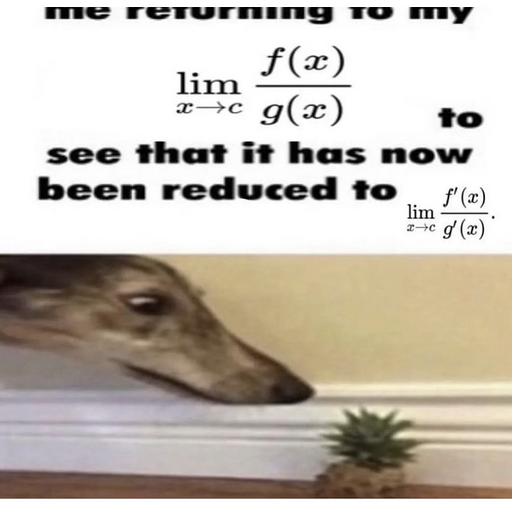 me returning to my
lim x→c f(x)/g(x) to
see that it has now
been reduced to lim x→c f'(x)/g'(x).